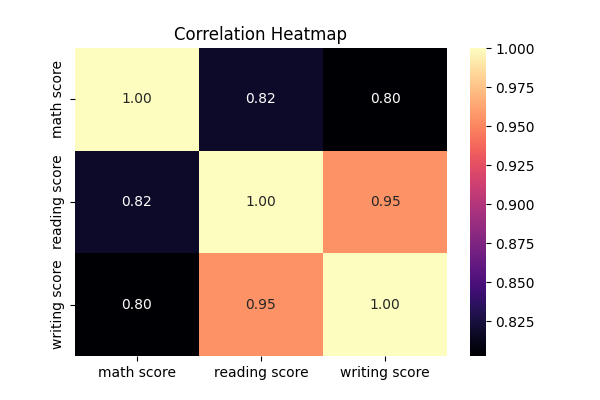 Correlation Heatmap
math score
1.00 0.82 0.80
reading score
0.82 1.00 0.95
writing score
0.80 0.95 1.00
math score reading score writing score
1.000
0.975
0.950
0.925
0.900
0.875
0.850
0.825